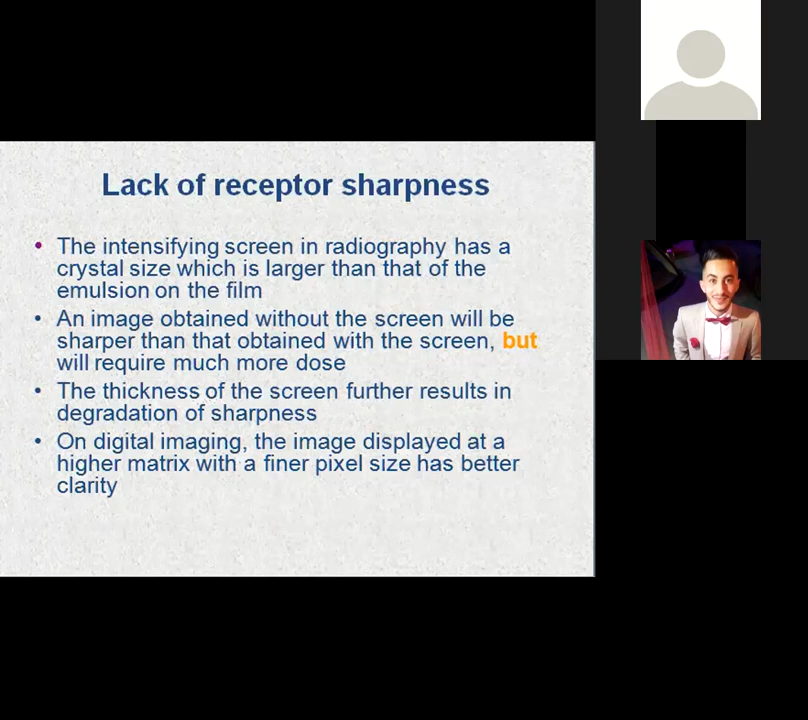 Lack of receptor sharpness
• The intensifying screen in radiography has a
crystal size which is larger than that of the
emulsion on the film
• An image obtained without the screen will be
sharper than that obtained with the screen, but
will require much more dose
• The thickness of the screen further results in
degradation of sharpness
• On digital imaging, the image displayed at a
higher matrix with a finer pixel size has better
clarity